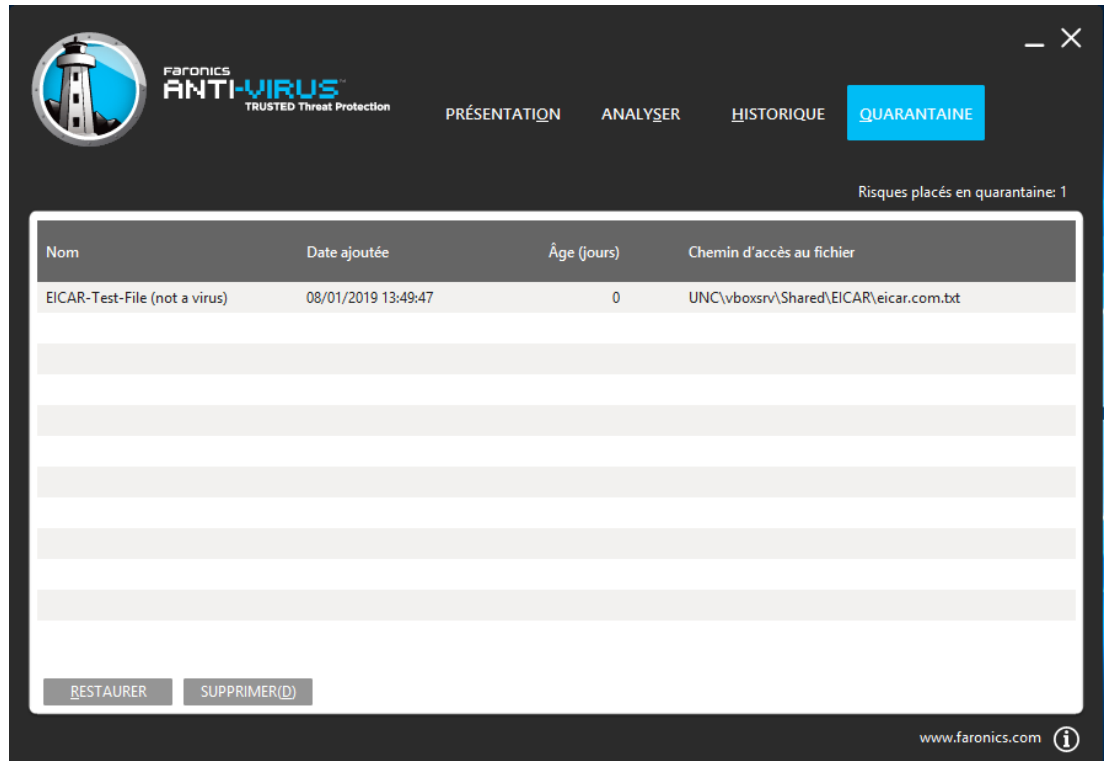 Faronics
ANTI-VIRUS™
TRUSTED Threat Protection
PRÉSENTATION ANALYSER HISTORIQUE QUARANTAINE
Risques placés en quarantaine: 1
Nom Date ajoutée Âge (jours) Chemin d'accès au fichier
EICAR-Test-File (not a virus) 08/01/2019 13:49:47 0 UNC\vboxsrv\Shared\EICAR\eicar.com.txt
RESTAURER SUPPRIMER(D)
www.faronics.com